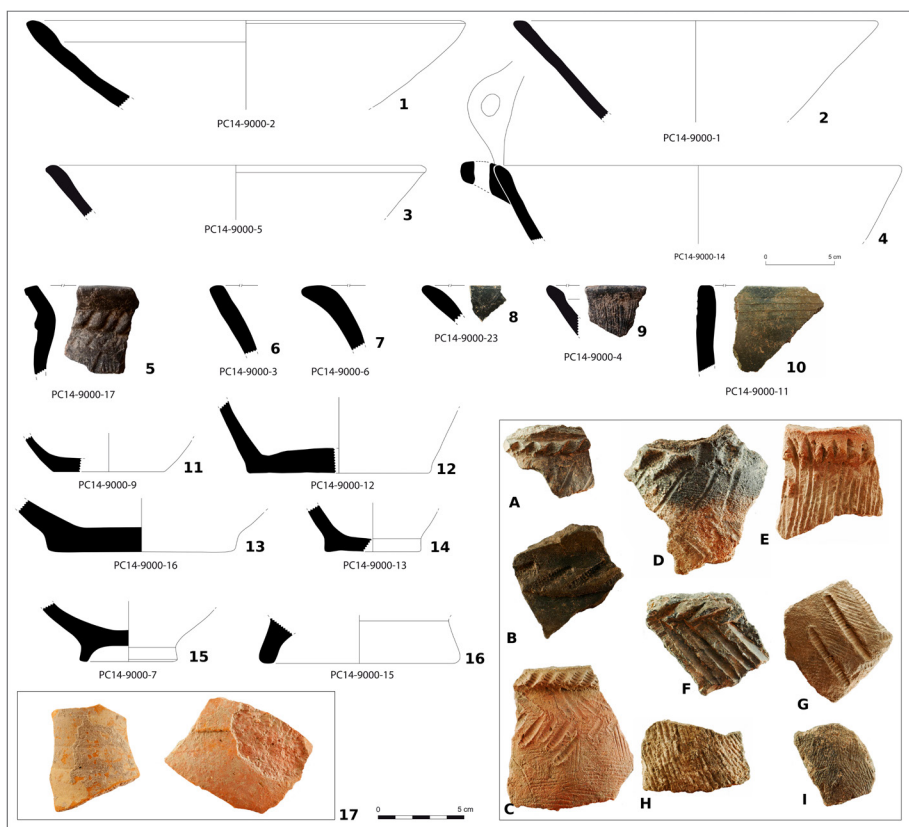 1
PC14-9000-2
2
PC14-9000-1
3
PC14-9000-5
4
PC14-9000-14
0 5 cm
5
PC14-9000-17
6
PC14-9000-3
7
PC14-9000-6
8
PC14-9000-23
9
PC14-9000-4
10
PC14-9000-11
11
PC14-9000-9
12
PC14-9000-12
13
PC14-9000-16
14
PC14-9000-13
15
PC14-9000-7
16
PC14-9000-15
17
0 5 cm
A
B
C
D
E
F
G
H
I